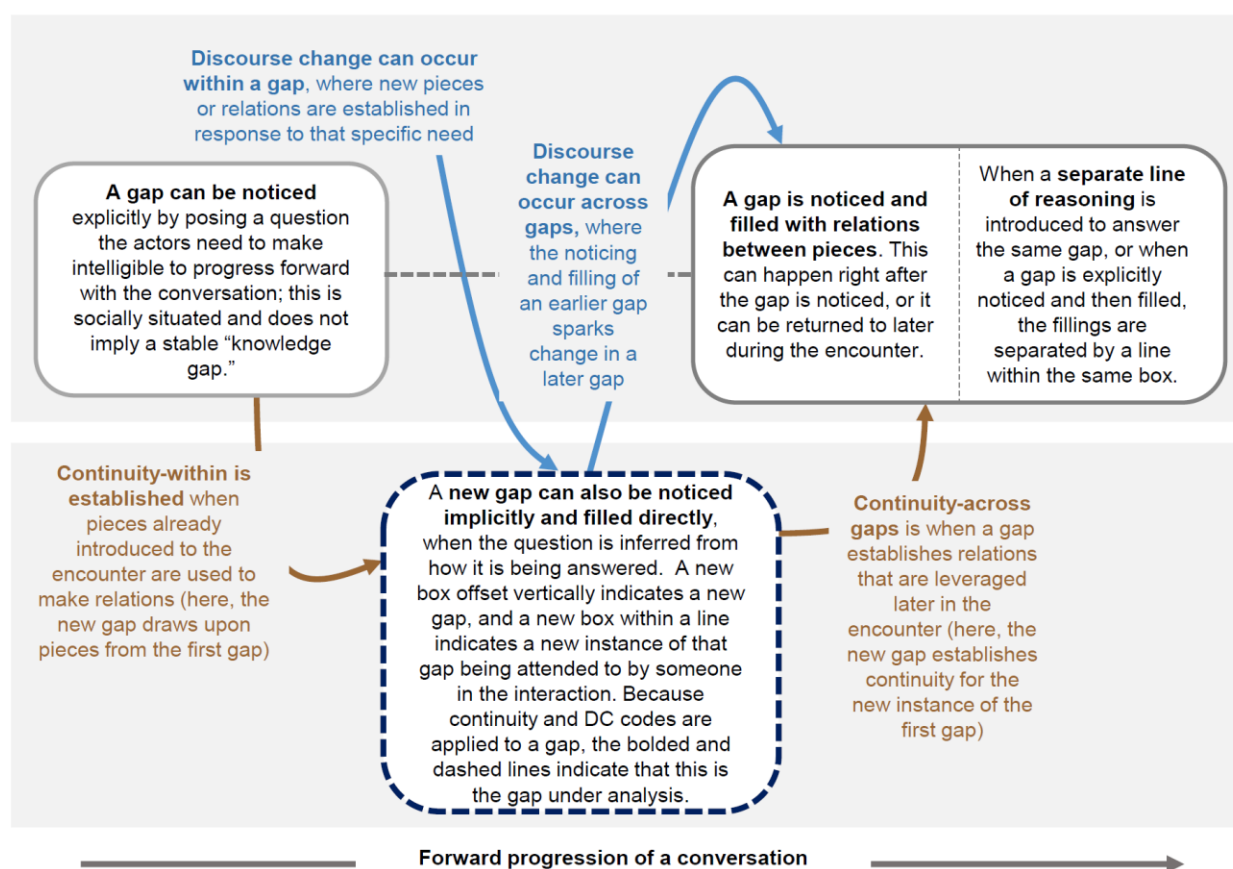 Discourse change can occur
within a gap, where new pieces
or relations are established in
response to that specific need
A gap can be noticed
explicitly by posing a question
the actors need to make
intelligible to progress forward
with the conversation; this is
socially situated and does not
imply a stable “knowledge
gap.”
Discourse
change can
occur across
gaps, where
the noticing
and filling of
an earlier gap
sparks
change in a
later gap
A gap is noticed and
filled with relations
between pieces. This
can happen right after
the gap is noticed, or it
can be returned to later
during the encounter.
When a separate line
of reasoning is
introduced to answer
the same gap, or when
a gap is explicitly
noticed and then filled,
the fillings are
separated by a line
within the same box.
Continuity-within is
established when
pieces already
introduced to the
encounter are used to
make relations (here, the
new gap draws upon
pieces from the first gap)
A new gap can also be noticed
implicitly and filled directly,
when the question is inferred from
how it is being answered. A new
box offset vertically indicates a new
gap, and a new box within a line
indicates a new instance of that
gap being attended to by someone
in the interaction. Because
continuity and DC codes are
applied to a gap, the bolded and
dashed lines indicate that this is
the gap under analysis.
Continuity-across
gaps is when a gap
establishes relations
that are leveraged
later in the
encounter (here, the
new gap establishes
continuity for the
new instance of the
first gap)
Forward progression of a conversation